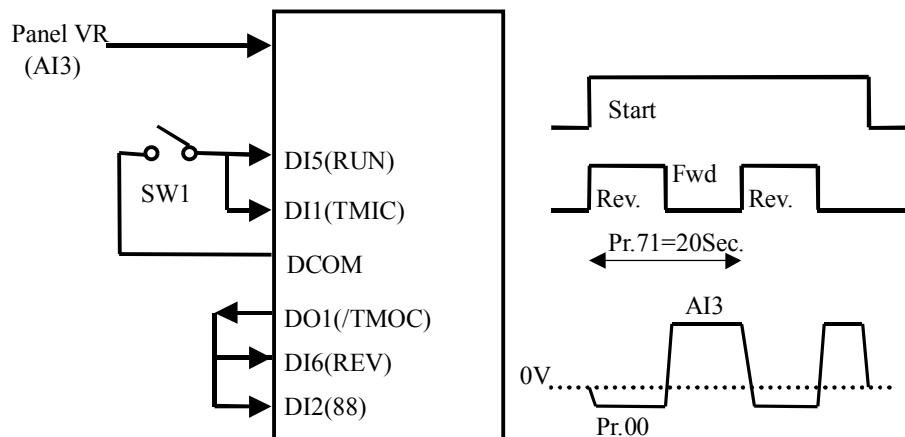 Panel VR
(AI3)
SW1
DI5(RUN)
DI1(TMIC)
DCOM
DO1(/TMOC)
DI6(REV)
DI2(88)
Start
Fwd
Rev.
Rev.
Pr.71=20Sec.
AI3
0V
Pr.00